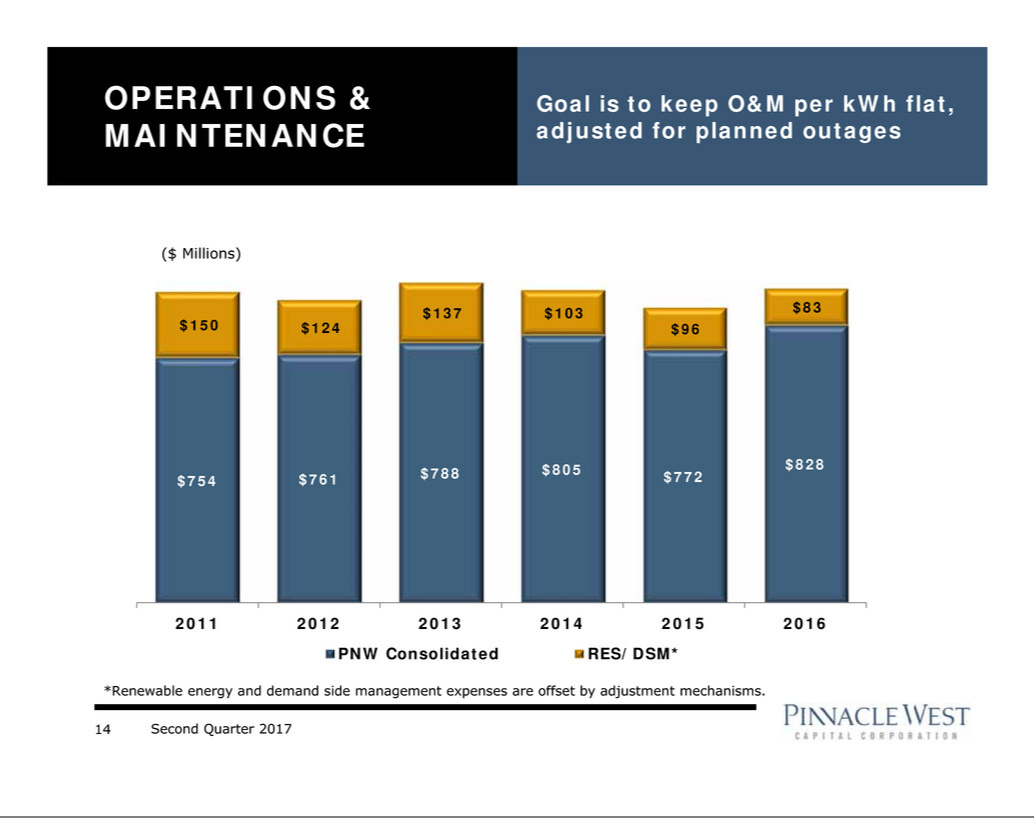 OPERATIONS &
MAINTENANCE
Goal is to keep O&M per kWh flat,
adjusted for planned outages
($ Millions)
$150 $124 $137 $103 $96 $83
$754 $761 $788 $805 $772 $828
2011 2012 2013 2014 2015 2016
PNW Consolidated RES/DSM*
*Renewable energy and demand side management expenses are offset by adjustment mechanisms.
14 Second Quarter 2017
PINNACLE WEST
CAPITAL CORPORATION